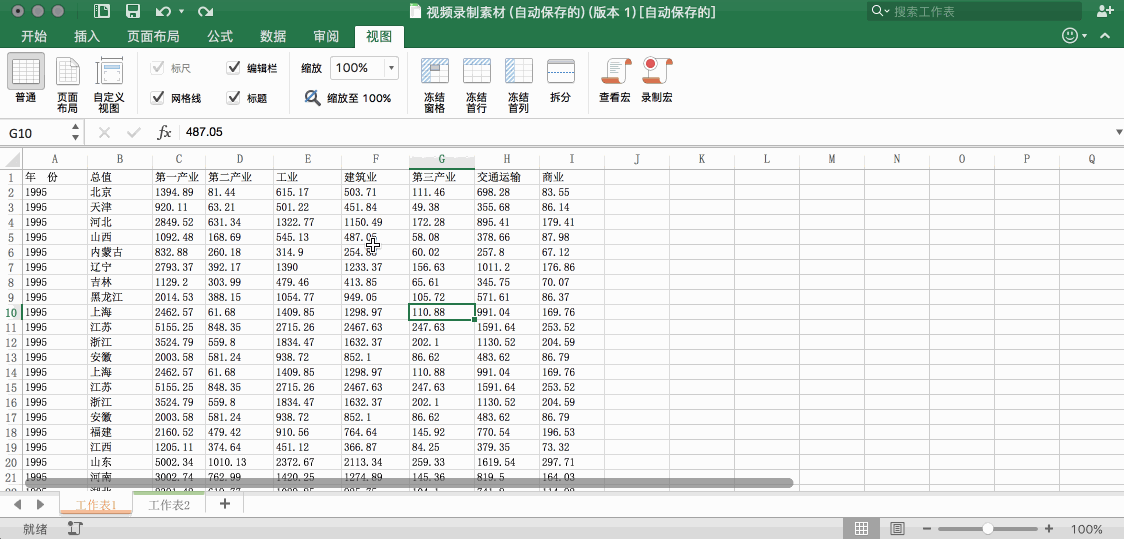 视频录制素材 (自动保存的) (版本 1) [自动保存的]
搜索工作表
开始 插入 页面布局 公式 数据 审阅 视图
普通 页面布局 自定义视图 标尺 编辑栏 网格线 标题 缩放 100% 缩放至 100% 冻结窗格 冻结首行 冻结首列 拆分 查看宏 录制宏
G10 fx 487.05
A B C D E F G H I J K L M N O P Q
1 年 份 总值 第一产业 第二产业 工业 建筑业 第三产业 交通运输 商业
2 1995 北京 1394.89 81.44 615.17 503.71 111.46 698.28 83.55
3 1995 天津 920.11 63.21 501.22 451.84 49.38 355.68 86.14
4 1995 河北 2849.52 631.34 1322.77 1150.49 172.28 895.41 179.41
5 1995 山西 1092.48 168.69 545.13 487.05 58.08 378.66 87.98
6 1995 内蒙古 832.88 260.18 314.9 60.02 257.8 67.12
7 1995 辽宁 2793.37 392.17 1390 1233.37 156.63 1011.2 176.86
8 1995 吉林 1129.2 303.99 479.46 413.85 65.61 345.75 70.07
9 1995 黑龙江 2014.53 388.15 1054.77 949.05 105.72 571.61 86.37
10 1995 上海 2462.57 61.68 1409.85 1298.97 110.88 991.04 169.76
11 1995 江苏 5155.25 848.35 2715.26 2467.63 247.63 1591.64 253.52
12 1995 浙江 3524.79 559.8 1834.47 1632.37 202.1 1130.52 204.59
13 1995 安徽 2003.58 581.24 938.72 852.1 86.62 483.62 86.79
14 1995 上海 2462.57 61.68 1409.85 1298.97 110.88 991.04 169.76
15 1995 江苏 5155.25 848.35 2715.26 2467.63 247.63 1591.64 253.52
16 1995 浙江 3524.79 559.8 1834.47 1632.37 202.1 1130.52 204.59
17 1995 安徽 2003.58 581.24 938.72 852.1 86.62 483.62 86.79
18 1995 福建 2160.52 479.42 910.56 764.64 145.92 770.54 196.53
19 1995 江西 1205.11 374.64 451.12 366.87 84.25 379.35 73.32
20 1995 山东 5002.34 1010.13 2372.67 2113.34 259.33 1619.54 297.71
21 1995 河南 3002.74 762.99 1420.25 1274.89 145.36 819.5 164.03
工作表1 工作表2 +
就绪 100%